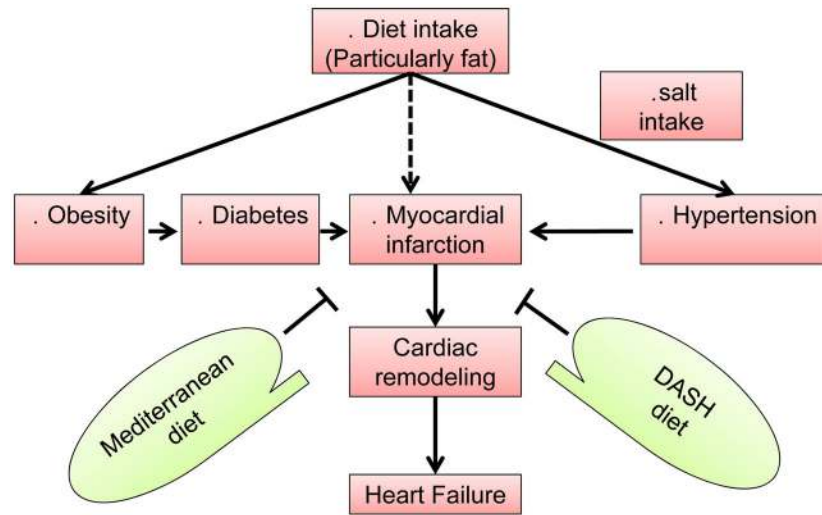 . Diet intake
(Particularly fat)
.salt
intake
. Obesity
. Diabetes
. Myocardial
infarction
. Hypertension
Cardiac
remodeling
Mediterranean
diet
DASH
diet
Heart Failure